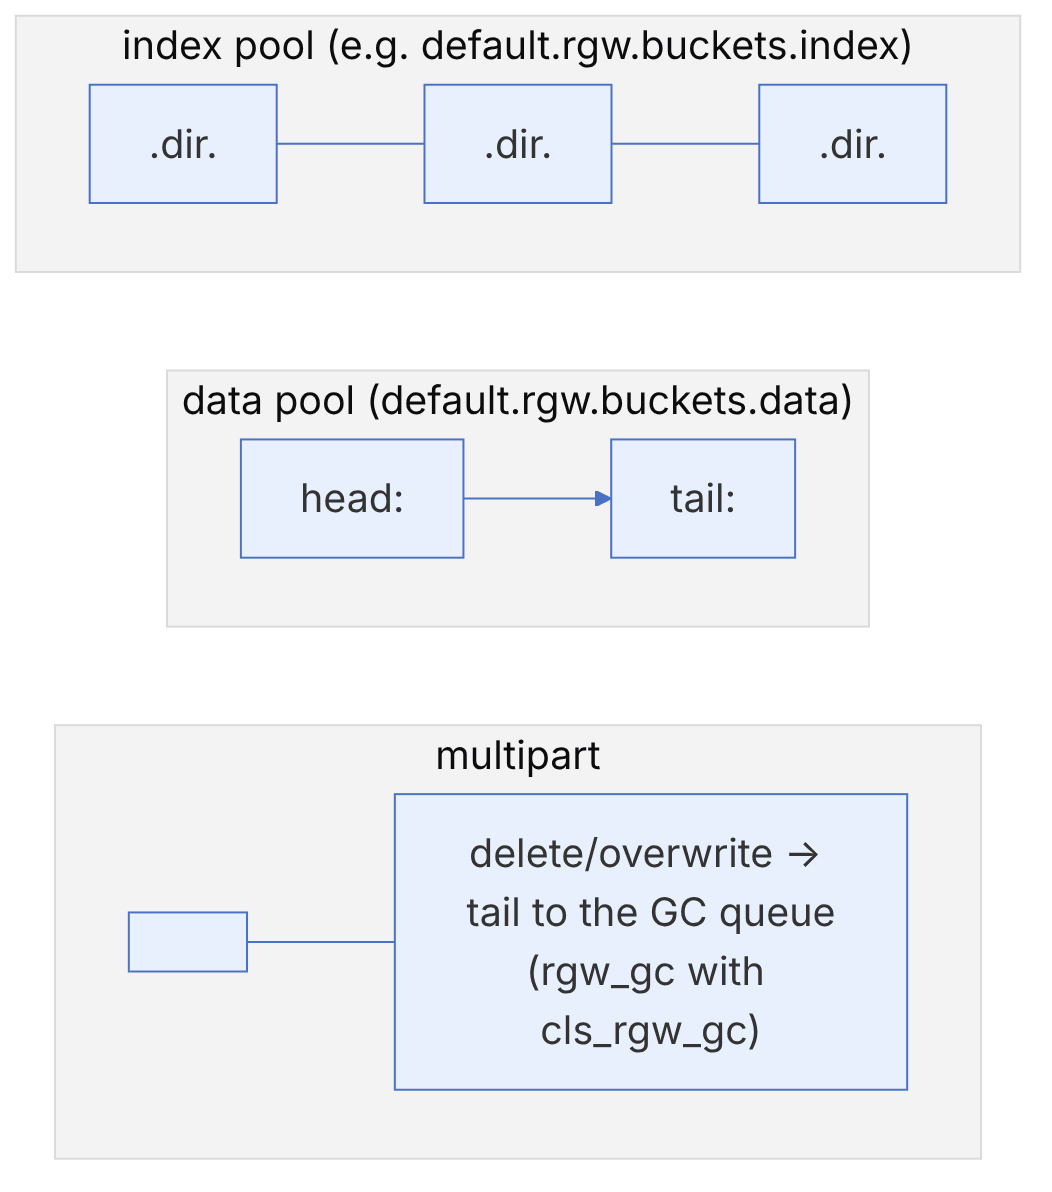 index pool (e.g. default.rgw.buckets.index)
.dir.
.dir.
.dir.
data pool (default.rgw.buckets.data)
head:
tail:
multipart
delete/overwrite →
tail to the GC queue
(rgw_gc with
cls_rgw_gc)